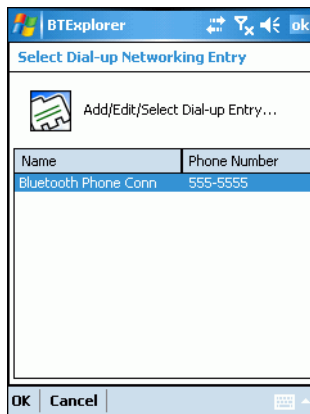 BTExplorer ok
Select Dial-up Networking Entry
Add/Edit/Select Dial-up Entry...
Name Phone Number
Bluetooth Phone Conn 555-5555
OK Cancel